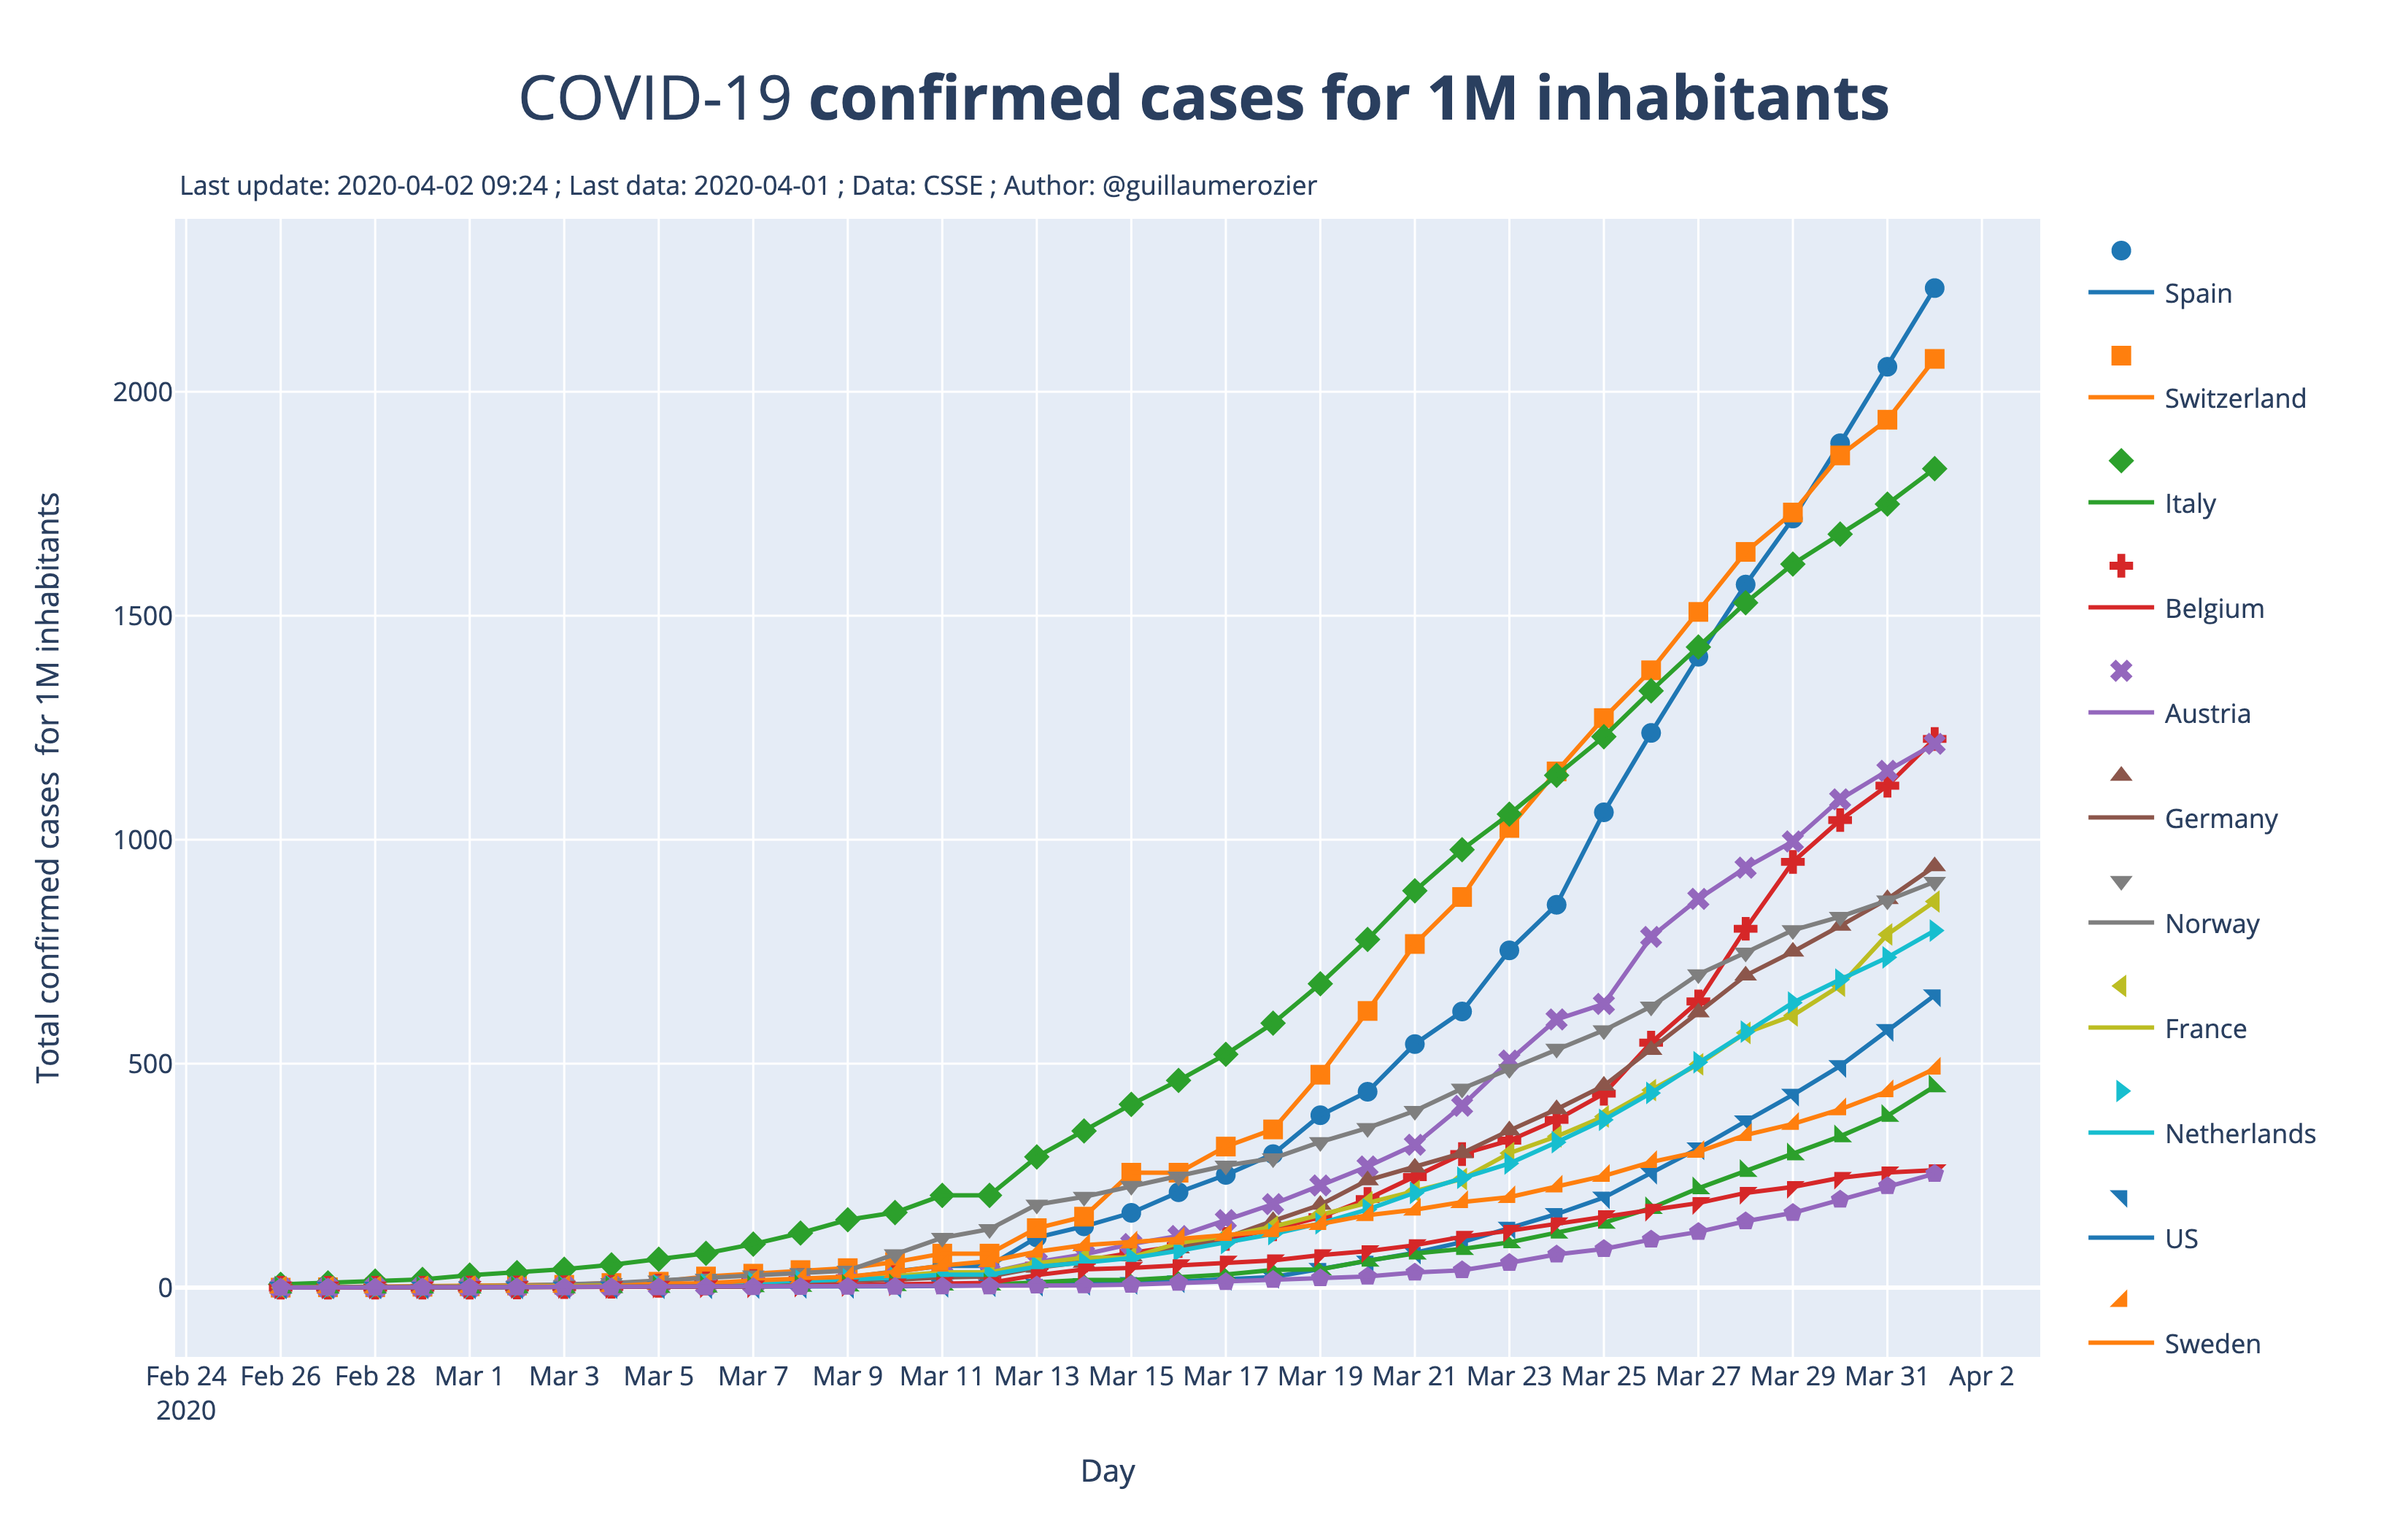 COVID-19 confirmed cases for 1M inhabitants
Last update: 2020-04-02 09:24 ; Last data: 2020-04-01 ; Data: CSSE ; Author: @guillaumerozier
Total confirmed cases for 1M inhabitants
2000
1500
1000
500
0
Feb 24 Feb 26 Feb 28 Mar 1 Mar 3 Mar 5 Mar 7 Mar 9 Mar 11 Mar 13 Mar 15 Mar 17 Mar 19 Mar 21 Mar 23 Mar 25 Mar 27 Mar 29 Mar 31 Apr 2
2020
Day
Spain
Switzerland
Italy
Belgium
Austria
Germany
Norway
France
Netherlands
US
Sweden